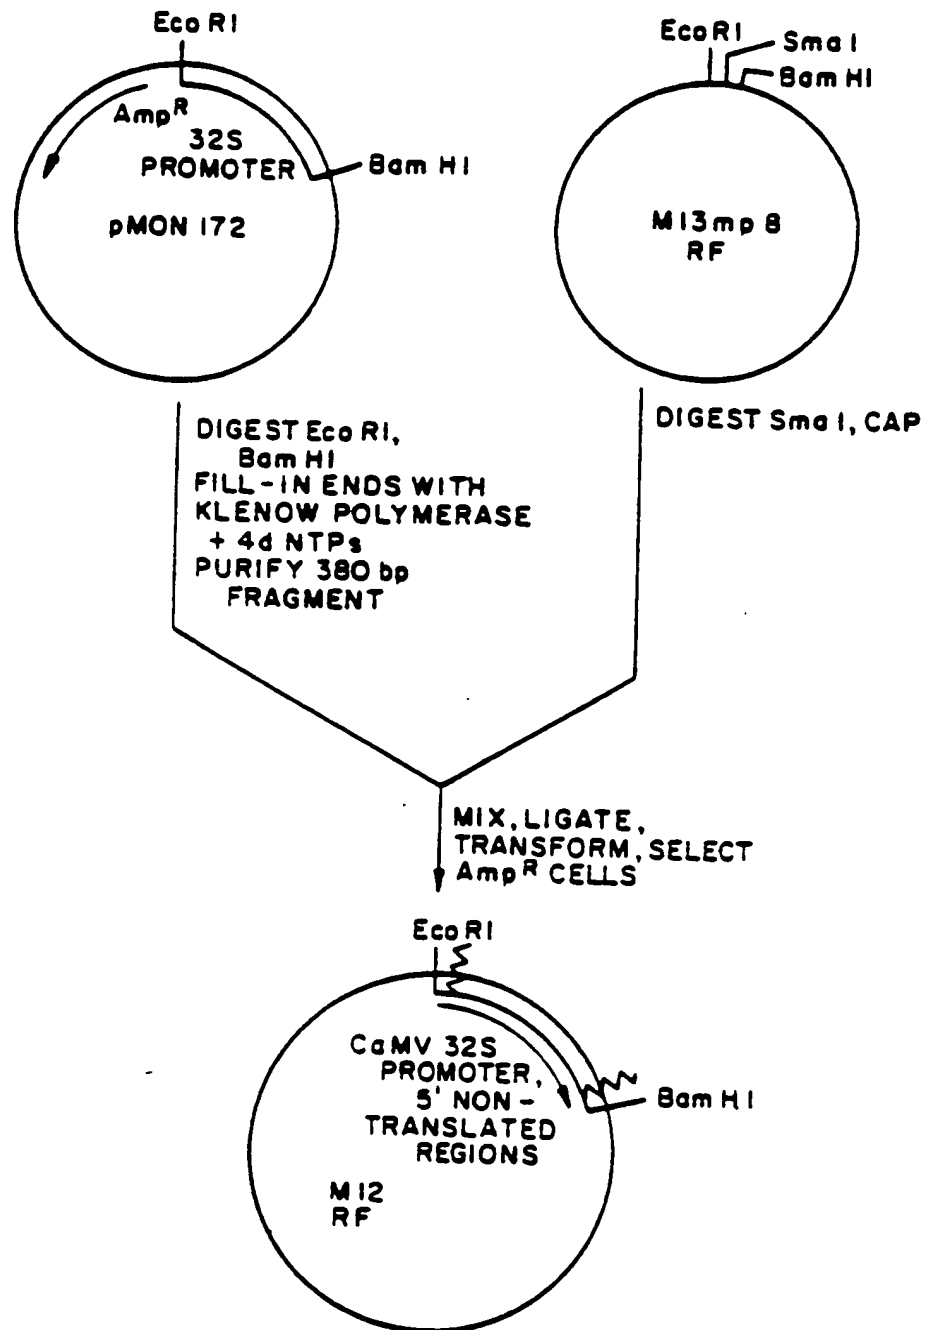 Eco RI
Amp R
32S
PROMOTER
Bam HI
pMON 172
Eco RI
Sma I
Bam HI
M13mp 8
RF
DIGEST Eco RI,
Bam HI
FILL-IN ENDS WITH
KLENOW POLYMERASE
+ 4d NTPs
PURIFY 380 bp
FRAGMENT
DIGEST Sma I, CAP
MIX, LIGATE,
TRANSFORM, SELECT
Amp R CELLS
Eco RI
CaMV 32S
PROMOTER,
5' NON-
TRANSLATED
REGIONS
Bam HI
M12
RF